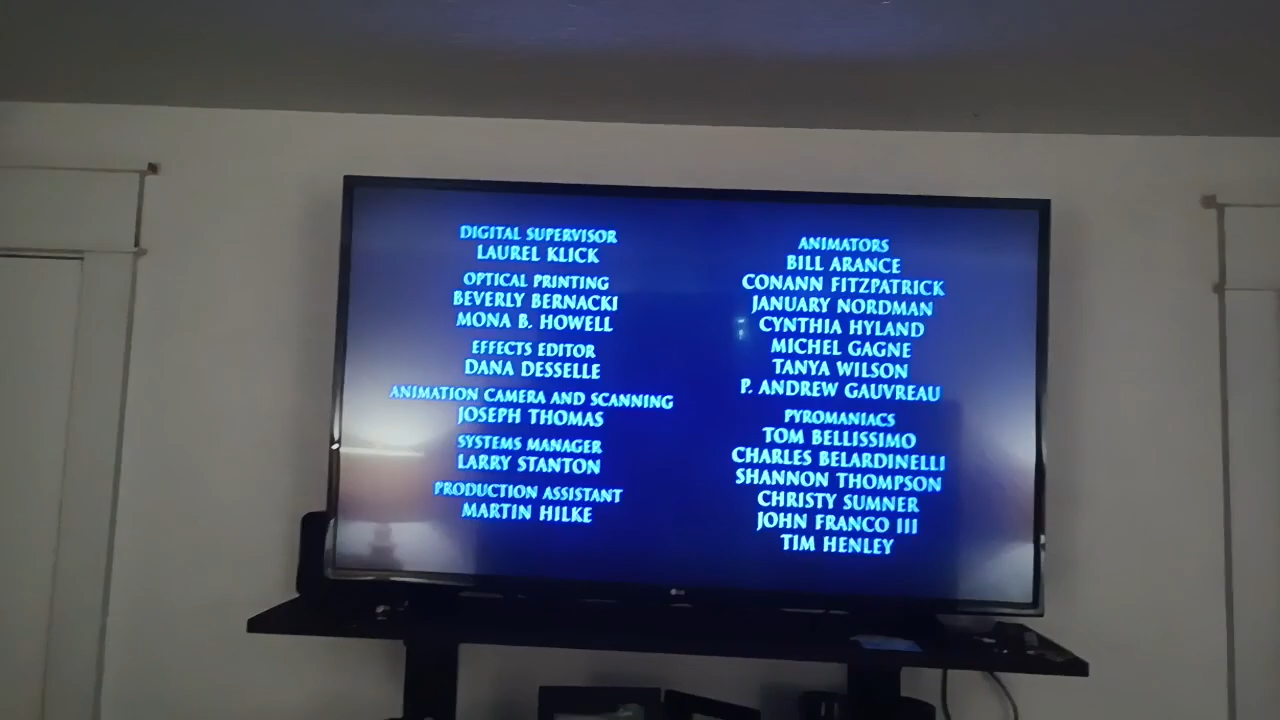 DIGITAL SUPERVISOR
LAUREL KLICK
OPTICAL PRINTING
BEVERLY BERNACKI
MONA B. HOWELL
EFFECTS EDITOR
DANA DESSELLE
ANIMATION CAMERA AND SCANNING
JOSEPH THOMAS
SYSTEMS MANAGER
LARRY STANTON
PRODUCTION ASSISTANT
MARTIN HILKE
ANIMATORS
BILL ARANCE
CONANN FITZPATRICK
JANUARY NORDMAN
CYNTHIA HYLAND
MICHEL GAGNE
TANYA WILSON
P. ANDREW GAUVREAU
PYROMANIACS
TOM BELLISSIMO
CHARLES BELARDINELLI
SHANNON THOMPSON
CHRISTY SUMNER
JOHN FRANCO III
TIM HENLEY
LG